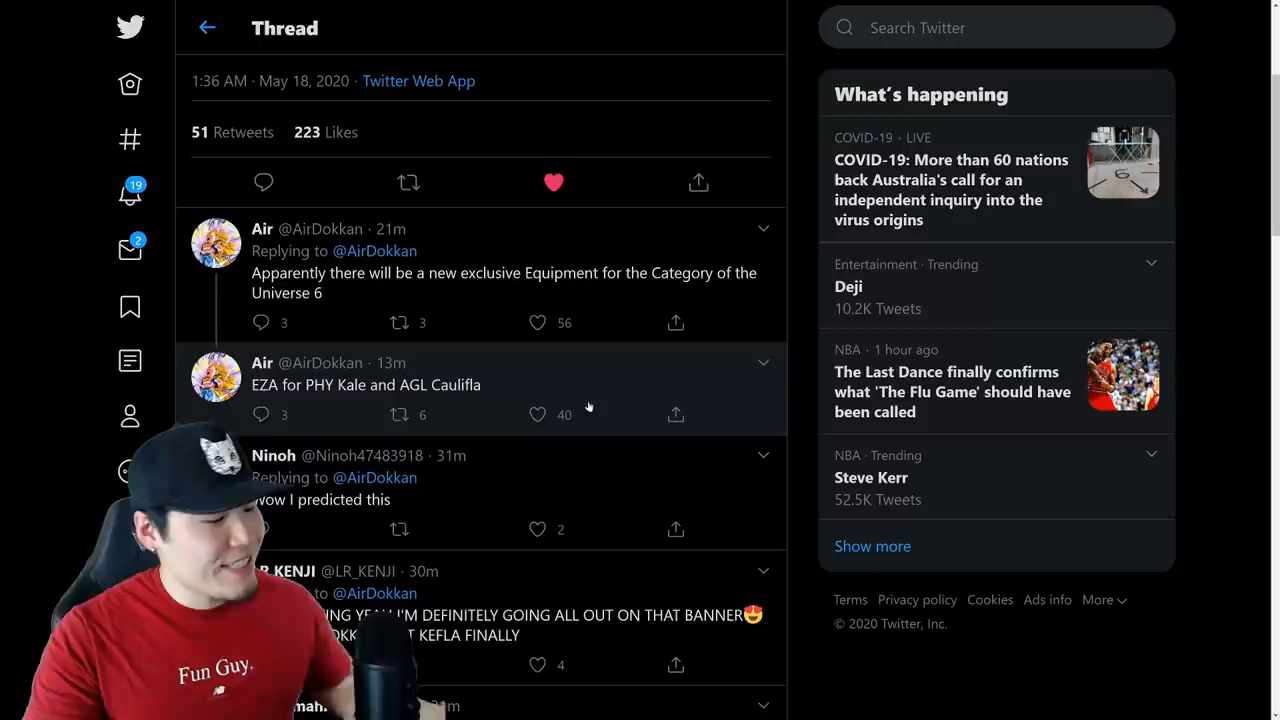 Thread
1:36 AM · May 18, 2020 · Twitter Web App
51 Retweets 223 Likes
Air @AirDokkan · 21m
Replying to @AirDokkan
Apparently there will be a new exclusive Equipment for the Category of the
Universe 6
3 3 56
Air @AirDokkan · 13m
EZA for PHY Kale and AGL Caulifla
3 6 40
Ninoh @Ninoh47483918 · 31m
Replying to @AirDokkan
Wow I predicted this
2
KENJI @LR_KENJI · 30m
to @AirDokkan
I'M DEFINITELY GOING ALL OUT ON THAT BANNER😍
KEFLA FINALLY
4
19
2
Search Twitter
What's happening
COVID-19 · LIVE
COVID-19: More than 60 nations
back Australia's call for an
independent inquiry into the
virus origins
Entertainment · Trending
Deji
10.2K Tweets
NBA · 1 hour ago
The Last Dance finally confirms
what 'The Flu Game' should have
been called
NBA · Trending
Steve Kerr
52.5K Tweets
Show more
Terms Privacy policy Cookies Ads info More
© 2020 Twitter, Inc.
Fun Guy.